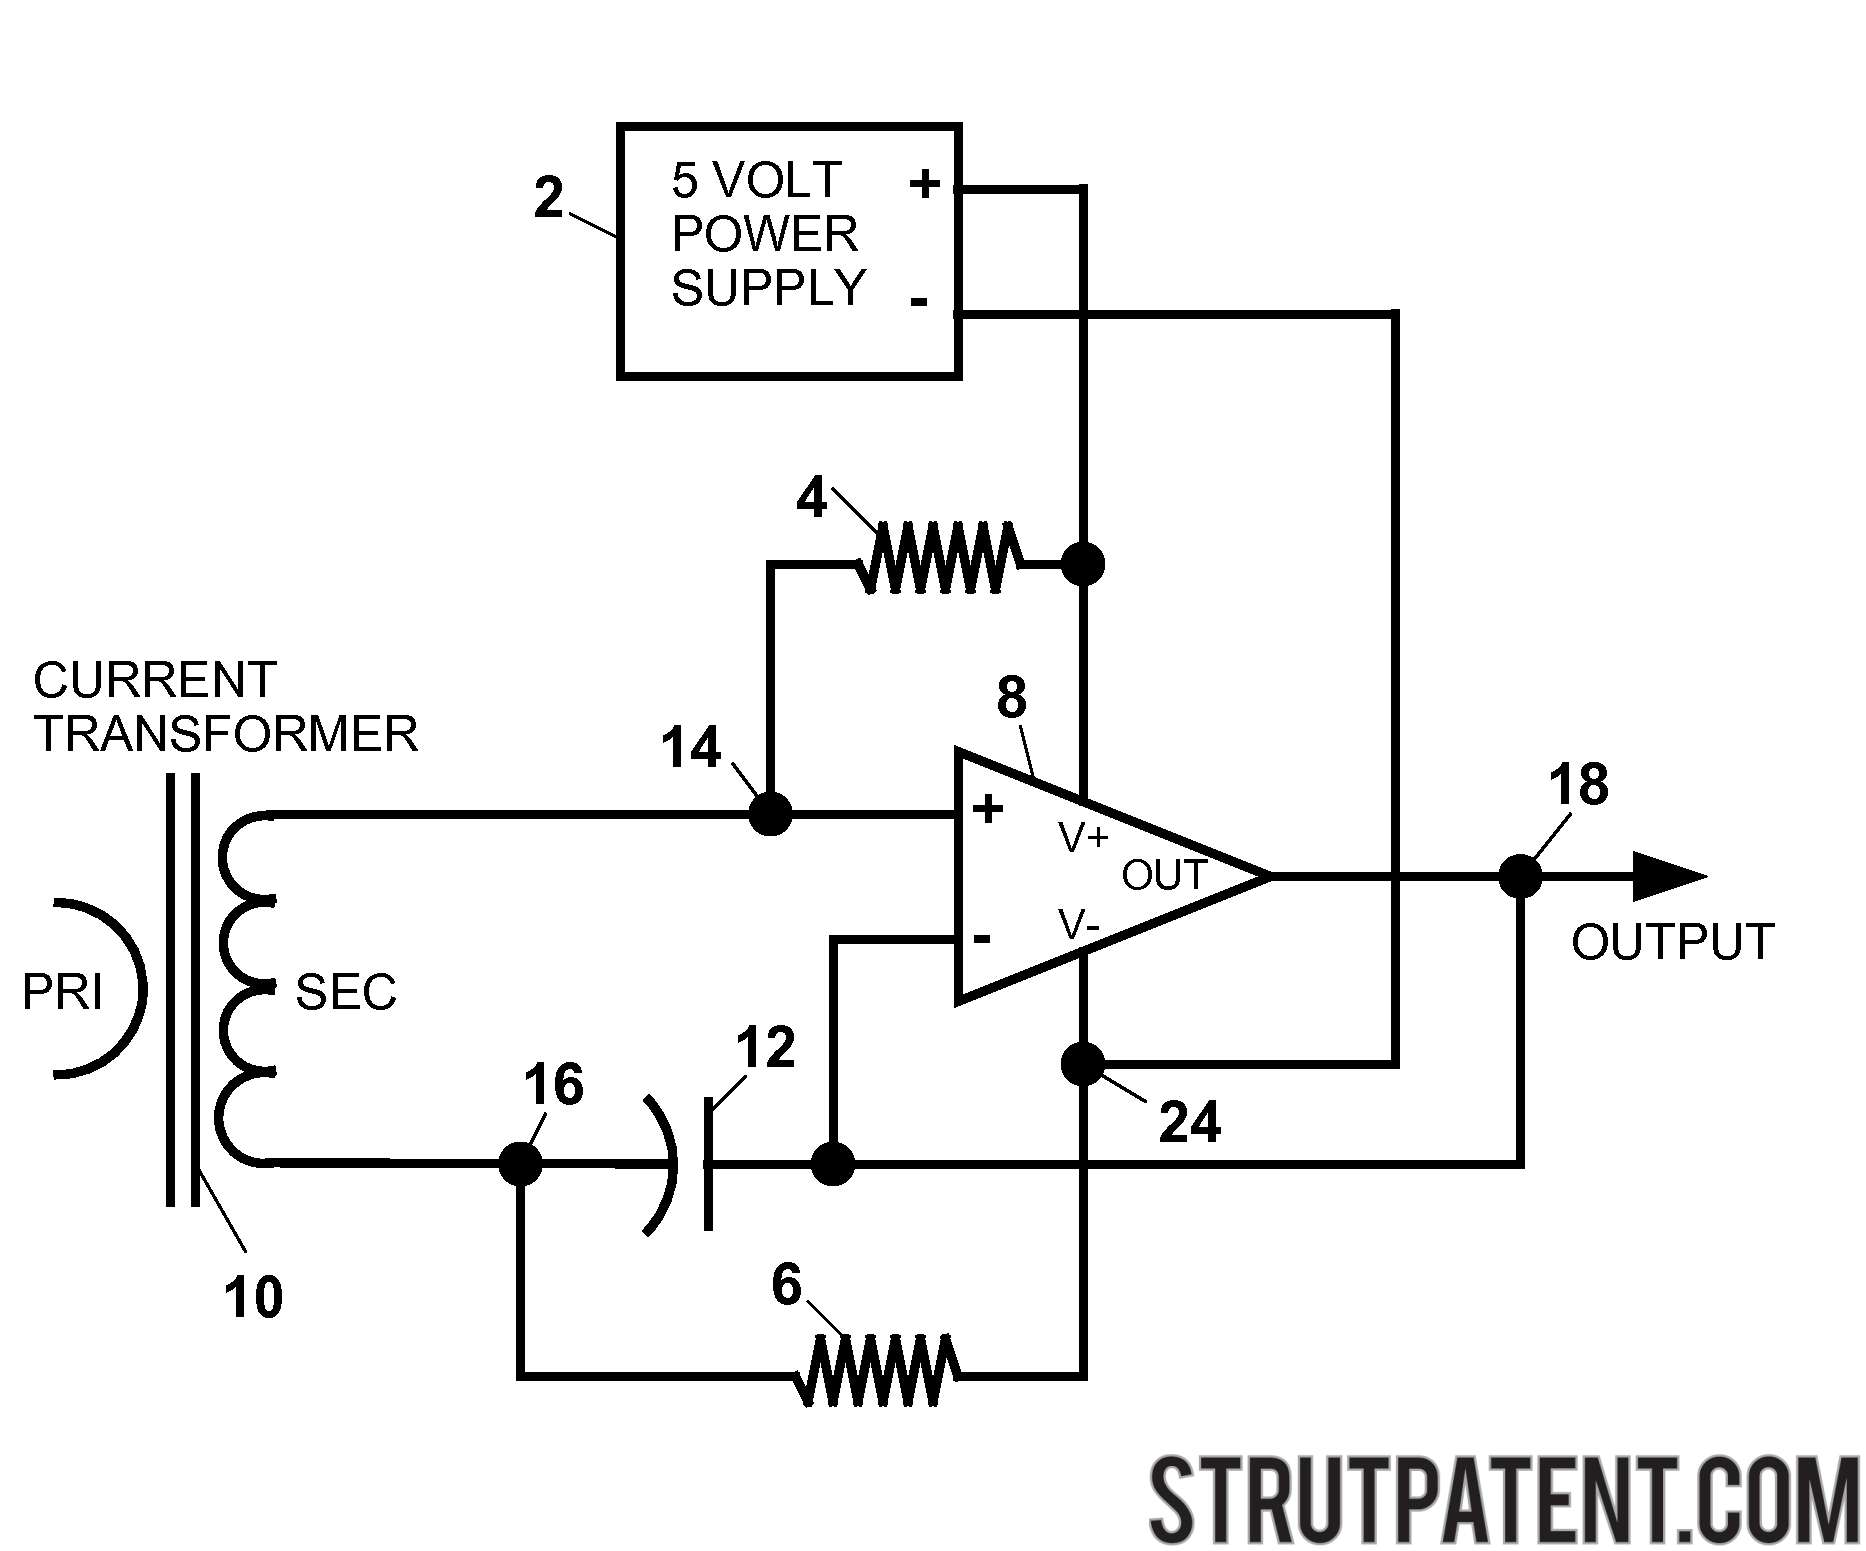 2
5 VOLT
POWER
SUPPLY
+
-
4
CURRENT
TRANSFORMER
14
8
18
+
V+
OUT
V-
-
OUTPUT
PRI
SEC
12
16
24
6
10
STRUTPATENT.COM